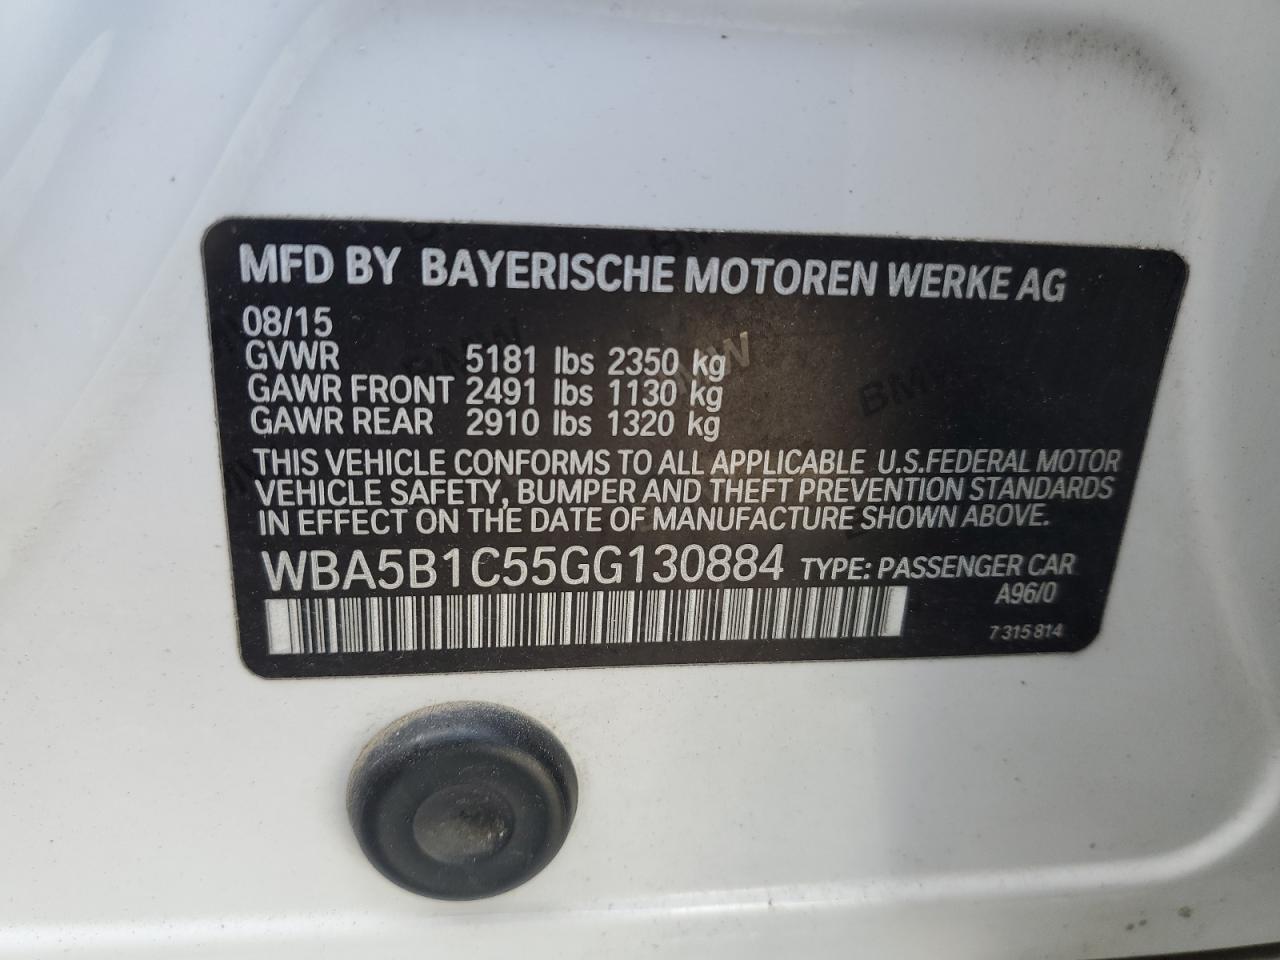 MFD BY BAYERISCHE MOTOREN WERKE AG
08/15
GVWR 5181 lbs 2350 kg
GAWR FRONT 2491 lbs 1130 kg
GAWR REAR 2910 lbs 1320 kg
THIS VEHICLE CONFORMS TO ALL APPLICABLE U.S.FEDERAL MOTOR
VEHICLE SAFETY, BUMPER AND THEFT PREVENTION STANDARDS
IN EFFECT ON THE DATE OF MANUFACTURE SHOWN ABOVE.
WBA5B1C55GG130884 TYPE: PASSENGER CAR
A96/0
7 315 814